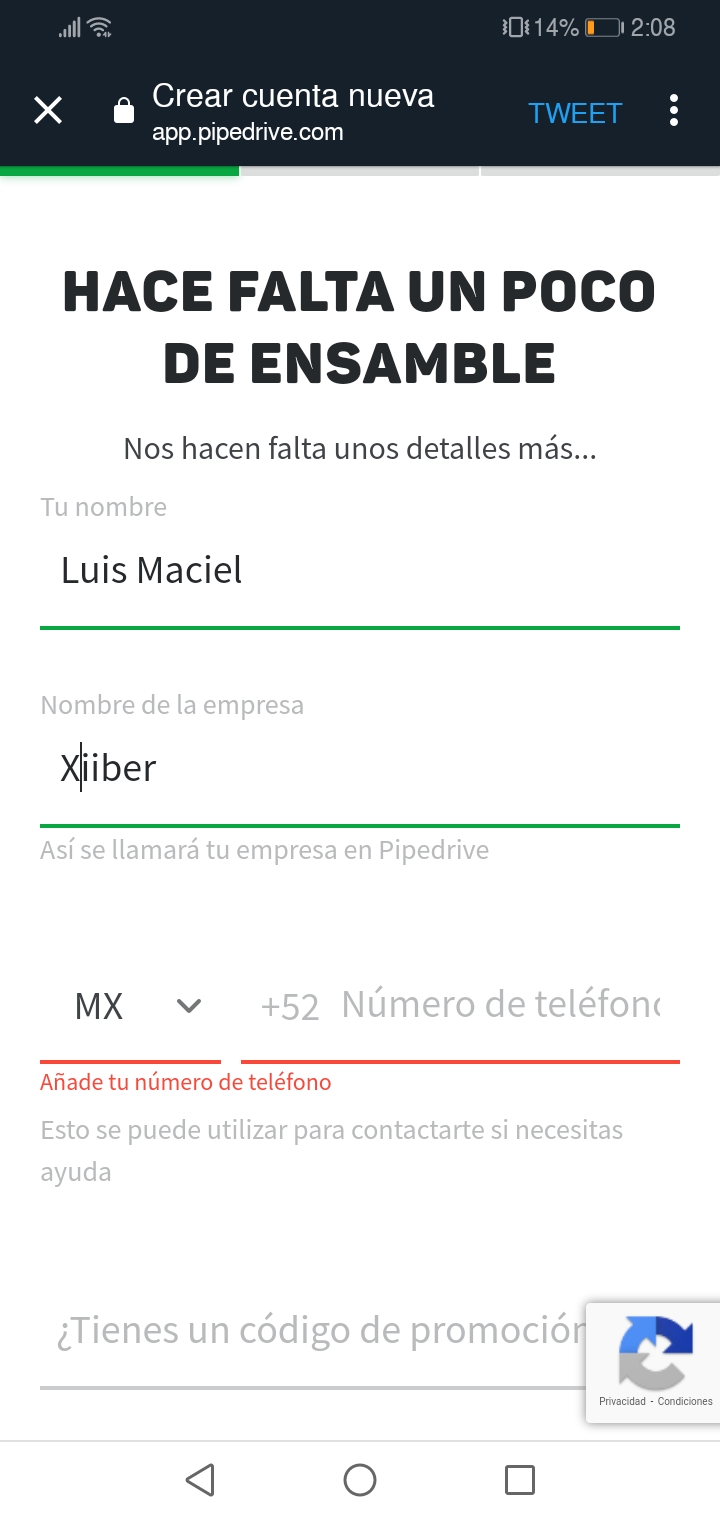 14% 2:08
Crear cuenta nueva
app.pipedrive.com
TWEET
HACE FALTA UN POCO
DE ENSAMBLE
Nos hacen falta unos detalles más...
Tu nombre
Luis Maciel
Nombre de la empresa
Xiiber
Así se llamará tu empresa en Pipedrive
MX +52 Número de teléfono
Añade tu número de teléfono
Esto se puede utilizar para contactarte si necesitas
ayuda
¿Tienes un código de promoción
Privacidad - Condiciones